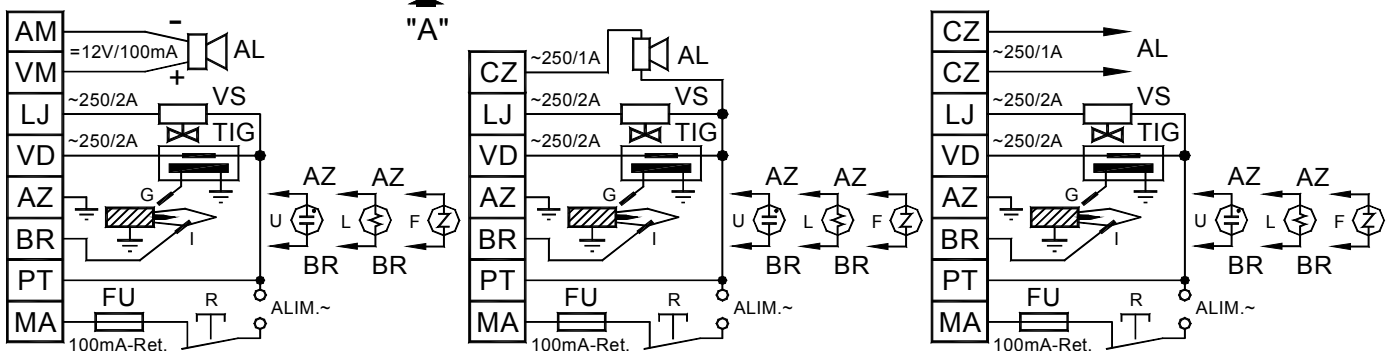 "A"
AM - AL
=12V/100mA
VM +
LJ ~250/2A VS
VD ~250/2A TIG
AZ G AZ AZ
U L F
BR I BR BR
PT
FU R ALIM.~
MA
100mA-Ret.
CZ ~250/1A AL
LJ ~250/2A VS
VD ~250/2A TIG
AZ G AZ AZ
U L F
BR I BR BR
PT
FU R ALIM.~
MA
100mA-Ret.
CZ
~250/1A AL
CZ
LJ ~250/2A VS
VD ~250/2A TIG
AZ G AZ AZ
U L F
BR I BR BR
PT
FU R ALIM.~
MA
100mA-Ret.